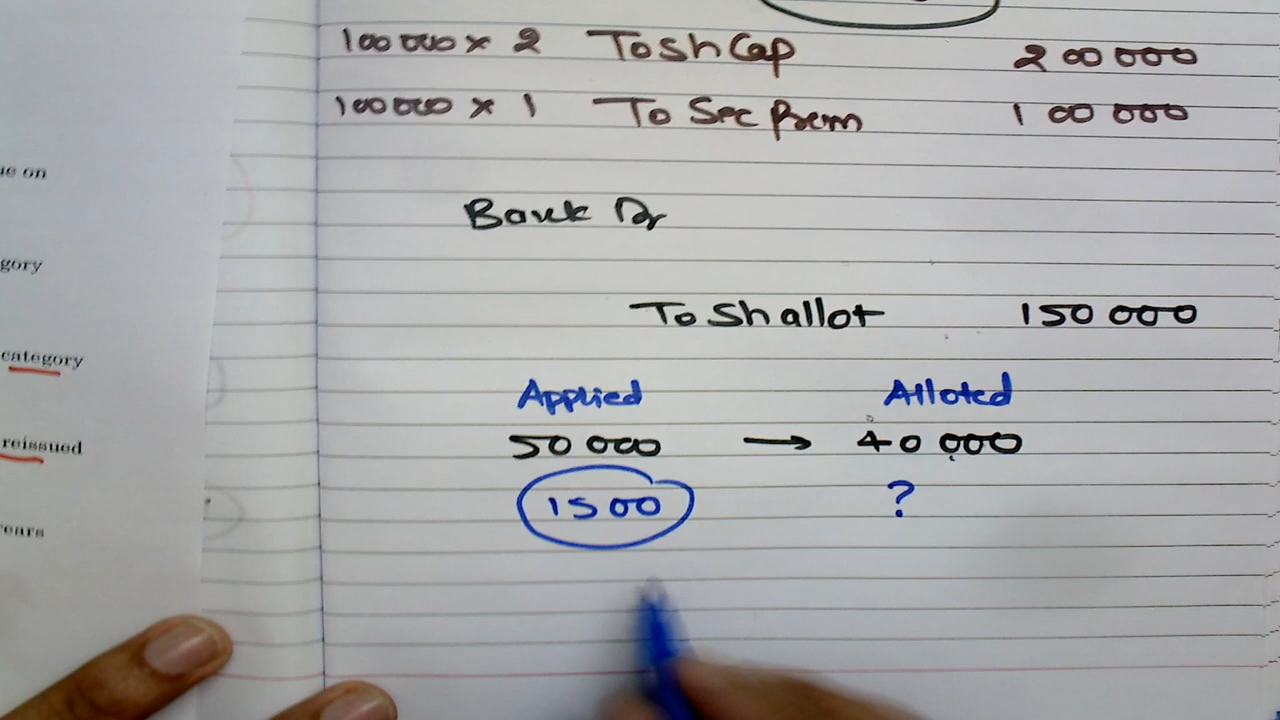 100000 x 2 To Sh Cap 200000
100000 x 1 To Sec Prem 100000
ue on
Bank Dr
gory
To Sh allot 150000
category
Applied Alloted
50000 → 40000
reissued
1500 ?
ears